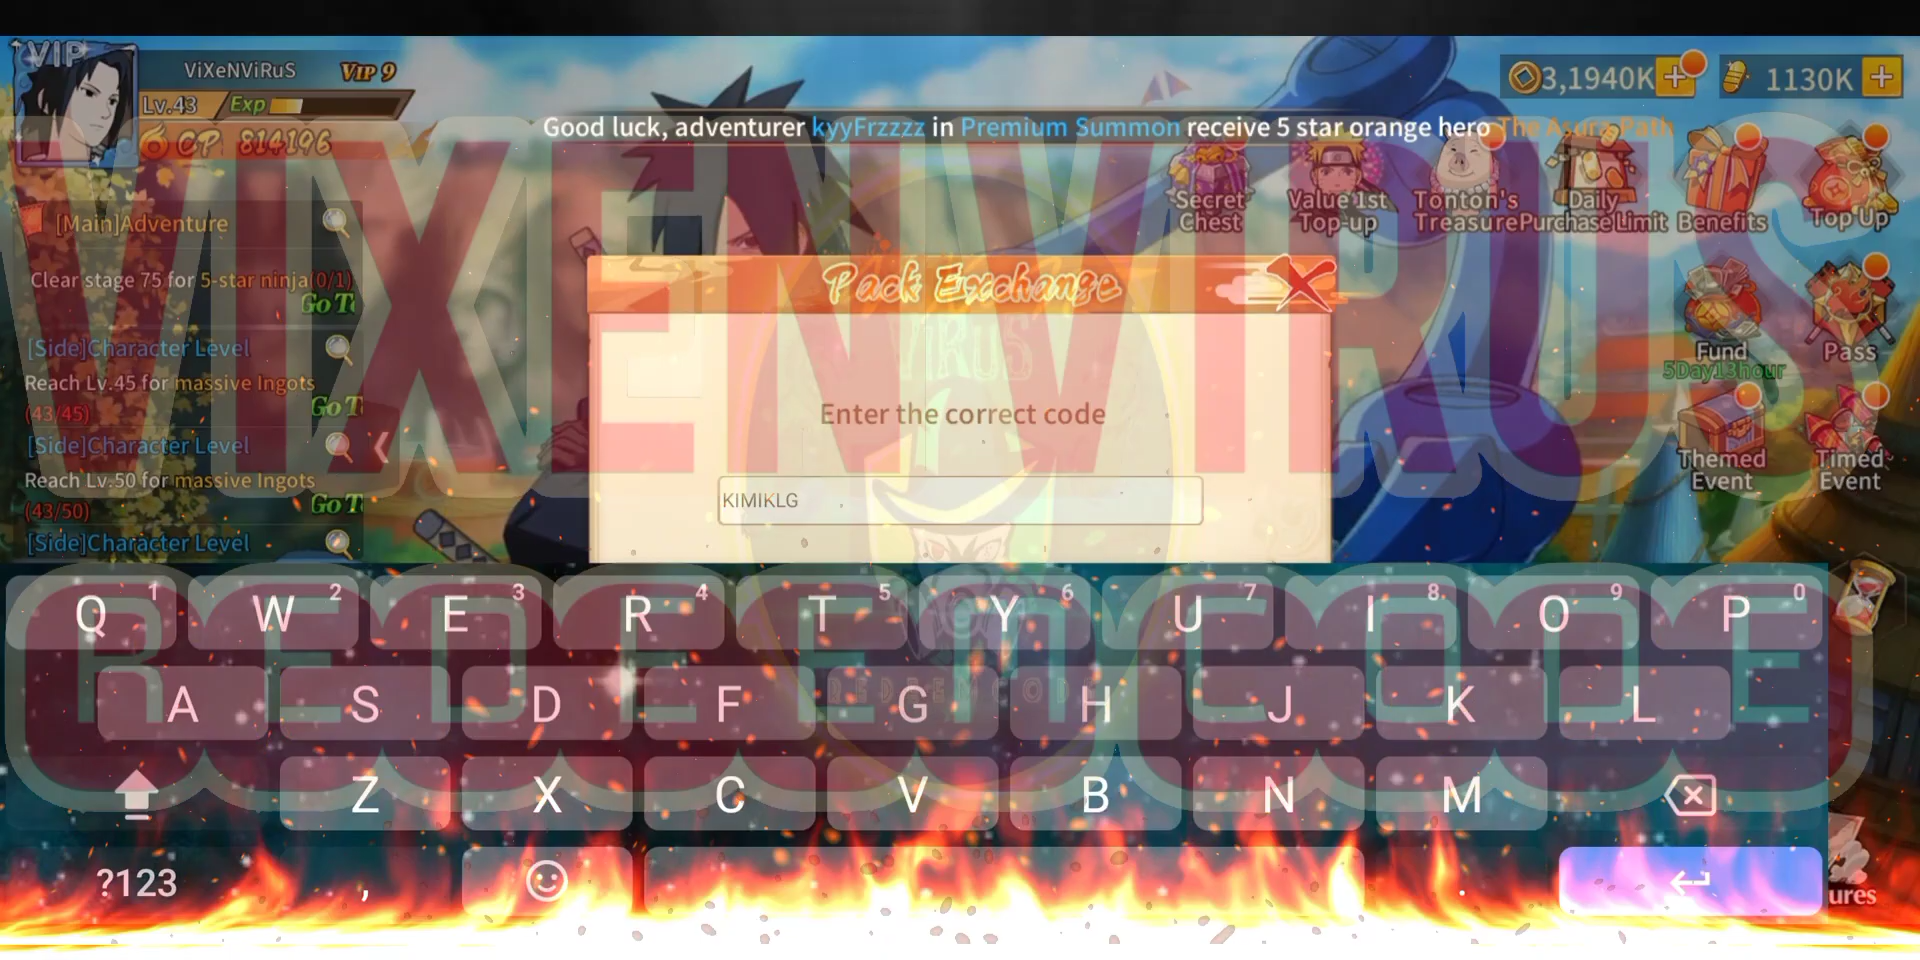 VIP
ViXeNViRuS VIP 9
Lv.43 Exp
CP 814196
3,1940K 1130K
Good luck, adventurer kyyFrzzzz in Premium Summon receive 5 star orange hero The Asura Path
VIXENVIRUS
Secret Chest
Value 1st Top-up
Tonton's Treasure
Daily Purchase Limit
Benefits
Top Up
[Main]Adventure
Clear stage 75 for 5-star ninja(0/1)
Go T
[Side]Character Level
Reach Lv.45 for massive Ingots
(43/45)
Go T
[Side]Character Level
Reach Lv.50 for massive Ingots
(43/50)
Go T
[Side]Character Level
Pack Exchange
VIRUS
Enter the correct code
KIMIKLG
Fund
5Day13hour
Pass
Themed Event
Timed Event
REDEEM CODE
REDEEM CODE
Q 1 W 2 E 3 R 4 T 5 Y 6 U 7 I 8 O 9 P 0
A S D F G H J K L
Z X C V B N M
?123 , .
ures